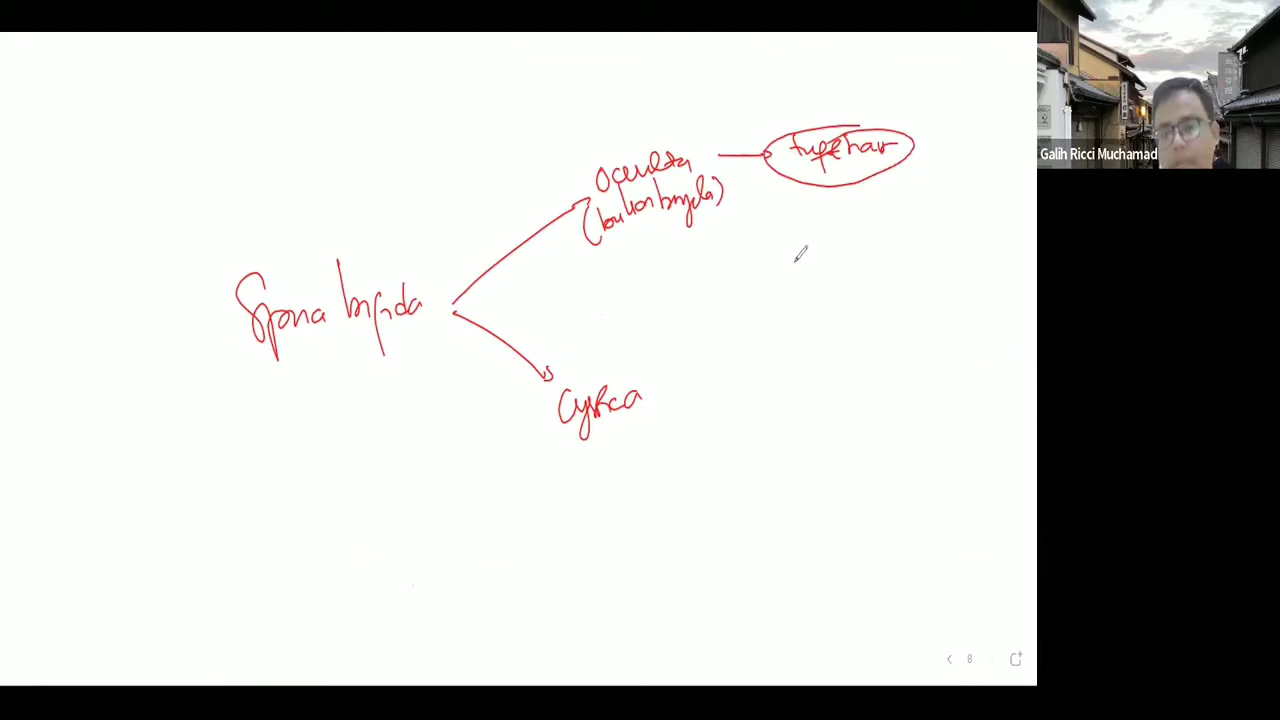 Spina bifida
Occulta
tuft hair
Cystica
Galih Ricci Muchamad
8